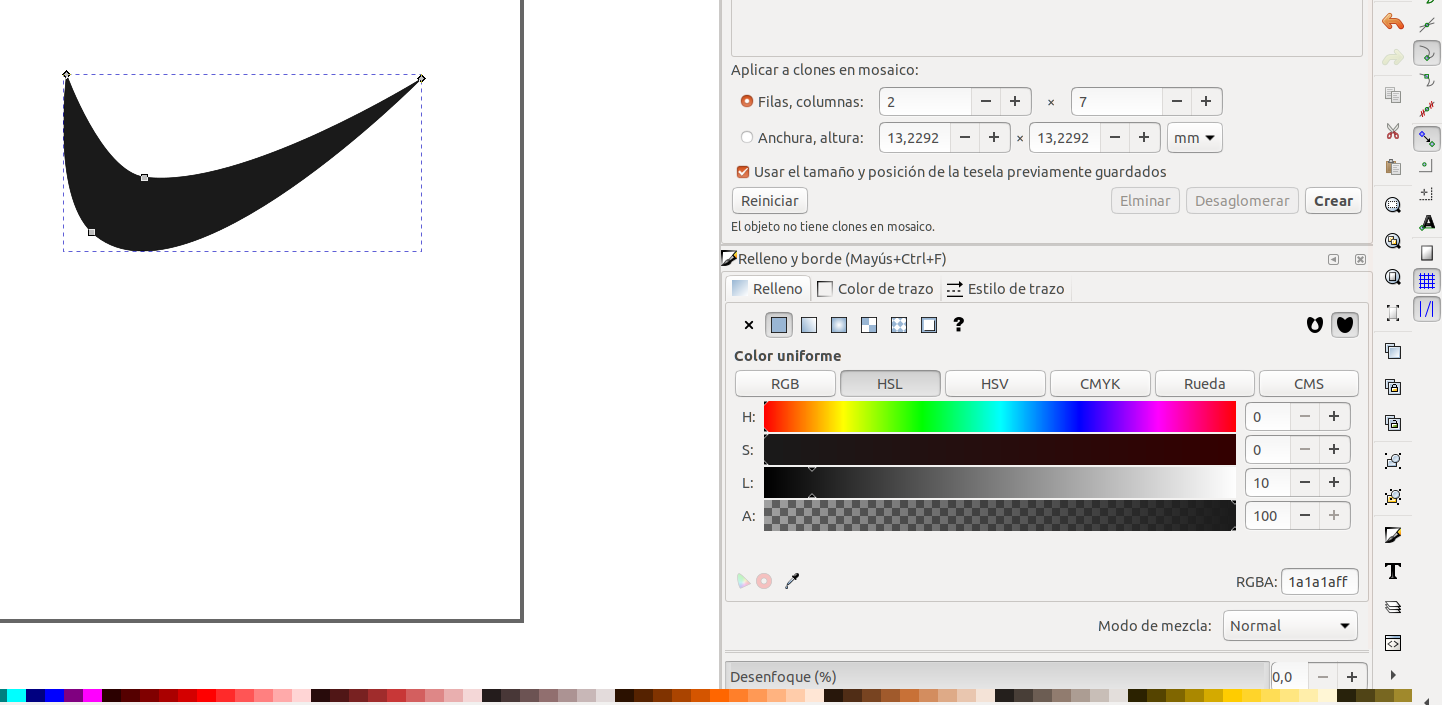 Aplicar a clones en mosaico:
Filas, columnas: 2 − + × 7 − +
Anchura, altura: 13,2292 − + × 13,2292 − + mm
Usar el tamaño y posición de la tesela previamente guardados
Reiniciar Elminar Desaglomerar Crear
El objeto no tiene clones en mosaico.
Relleno y borde (Mayús+Ctrl+F)
Relleno Color de trazo Estilo de trazo
?
Color uniforme
RGB HSL HSV CMYK Rueda CMS
H: 0 − +
S: 0 − +
L: 10 − +
A: 100 − +
RGBA: 1a1a1aff
Modo de mezcla: Normal
Desenfoque (%) 0,0 − +